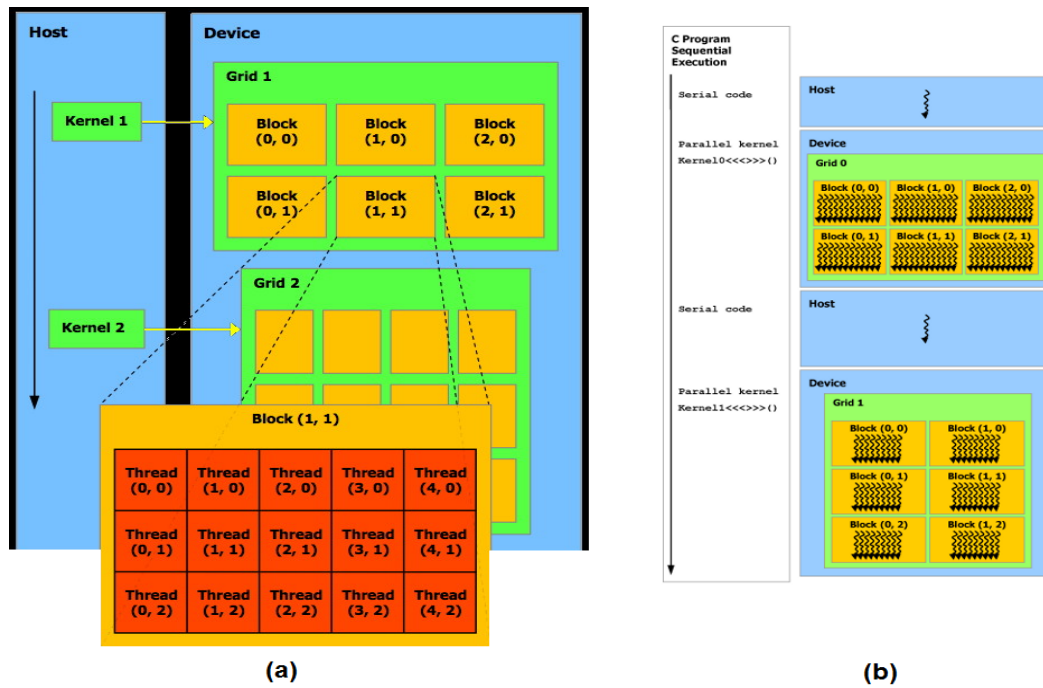 Host
Device
Grid 1
Kernel 1
Block
(0, 0)
Block
(1, 0)
Block
(2, 0)
Block
(0, 1)
Block
(1, 1)
Block
(2, 1)
Grid 2
Kernel 2
Block (1, 1)
Thread
(0, 0)
Thread
(1, 0)
Thread
(2, 0)
Thread
(3, 0)
Thread
(4, 0)
Thread
(0, 1)
Thread
(1, 1)
Thread
(2, 1)
Thread
(3, 1)
Thread
(4, 1)
Thread
(0, 2)
Thread
(1, 2)
Thread
(2, 2)
Thread
(3, 2)
Thread
(4, 2)
(a)
C Program
Sequential
Execution
Serial code
Host
Parallel kernel
Kernel0<<<>>>()
Device
Grid 0
Block (0, 0)
Block (1, 0)
Block (2, 0)
Block (0, 1)
Block (1, 1)
Block (2, 1)
Serial code
Host
Parallel kernel
Kernel1<<<>>>()
Device
Grid 1
Block (0, 0)
Block (1, 0)
Block (0, 1)
Block (1, 1)
Block (0, 2)
Block (1, 2)
(b)